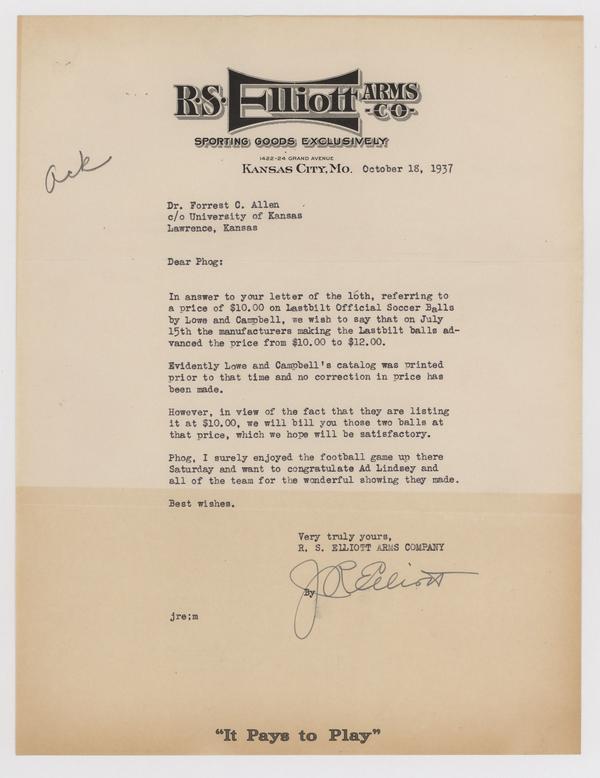 R·S· Elliott ARMS
-CO-
SPORTING GOODS EXCLUSIVELY
1422-24 GRAND AVENUE
KANSAS CITY, MO. October 18, 1937
Ack
Dr. Forrest C. Allen
c/o University of Kansas
Lawrence, Kansas
Dear Phog:
In answer to your letter of the 16th, referring to
a price of $10.00 on Lastbilt Official Soccer Balls
by Lowe and Campbell, we wish to say that on July
15th the manufacturers making the Lastbilt balls ad-
vanced the price from $10.00 to $12.00.
Evidently Lowe and Campbell's catalog was printed
prior to that time and no correction in price has
been made.
However, in view of the fact that they are listing
it at $10.00, we will bill you those two balls at
that price, which we hope will be satisfactory.
Phog, I surely enjoyed the football game up there
Saturday and want to congratulate Ad Lindsey and
all of the team for the wonderful showing they made.
Best wishes.
Very truly yours,
R. S. ELLIOTT ARMS COMPANY
By J R Elliott
jre;m
"It Pays to Play"